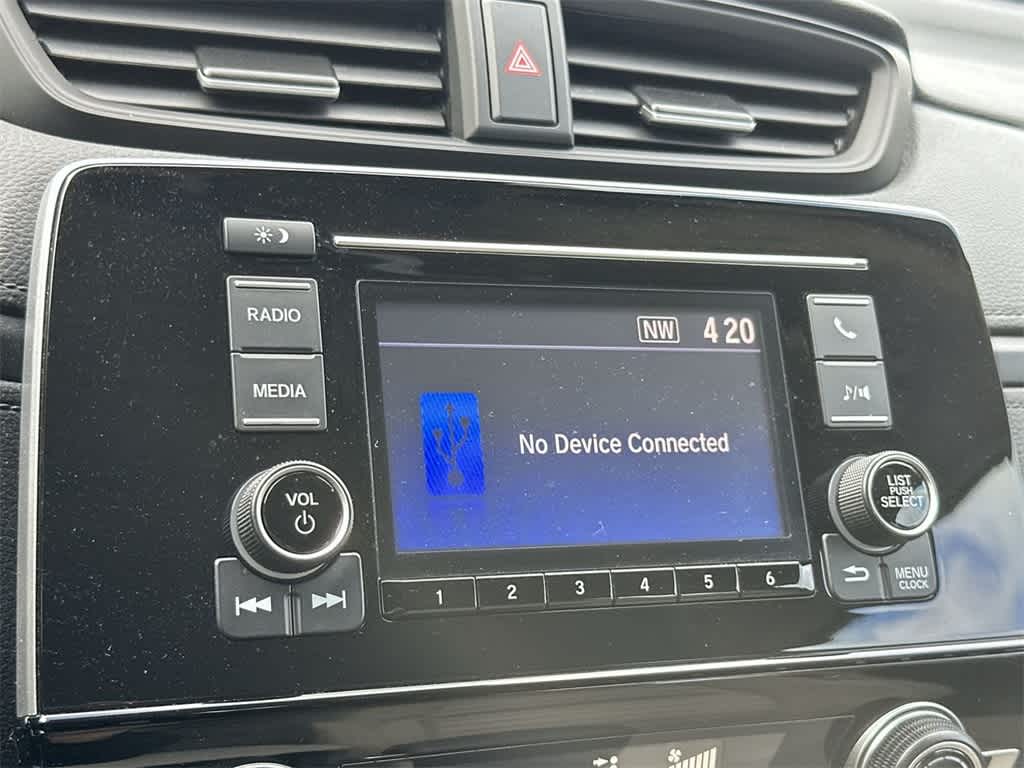 RADIO
MEDIA
VOL
NW 4 20
No Device Connected
LIST
PUSH
SELECT
1 2 3 4 5 6
MENU
CLOCK